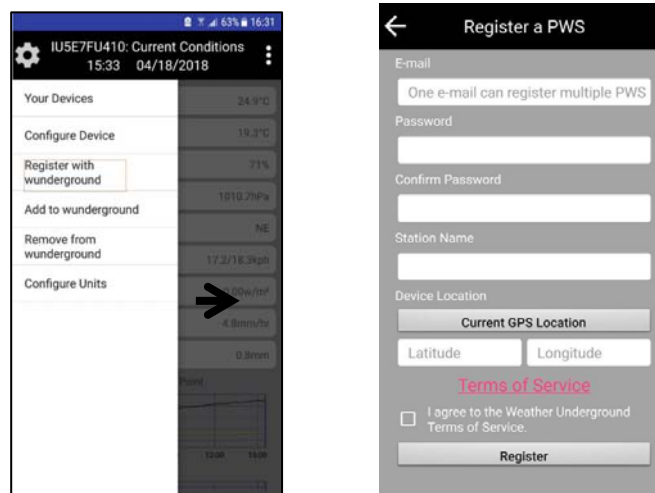 63% 16:31
IU5E7FU410: Current Conditions
15:33 04/18/2018
Your Devices
24.9°C
Configure Device
19.3°C
Register with
wunderground
71%
Add to wunderground
1010.2hPa
Remove from
wunderground
NE
17.2/18.3kph
Configure Units
0.00w/m²
4.8mm/hr
0.8mm
Point
12:00 15:00
Register a PWS
E-mail
One e-mail can register multiple PWS
Password
Confirm Password
Station Name
Device Location
Current GPS Location
Latitude Longitude
Terms of Service
I agree to the Weather Underground
Terms of Service.
Register